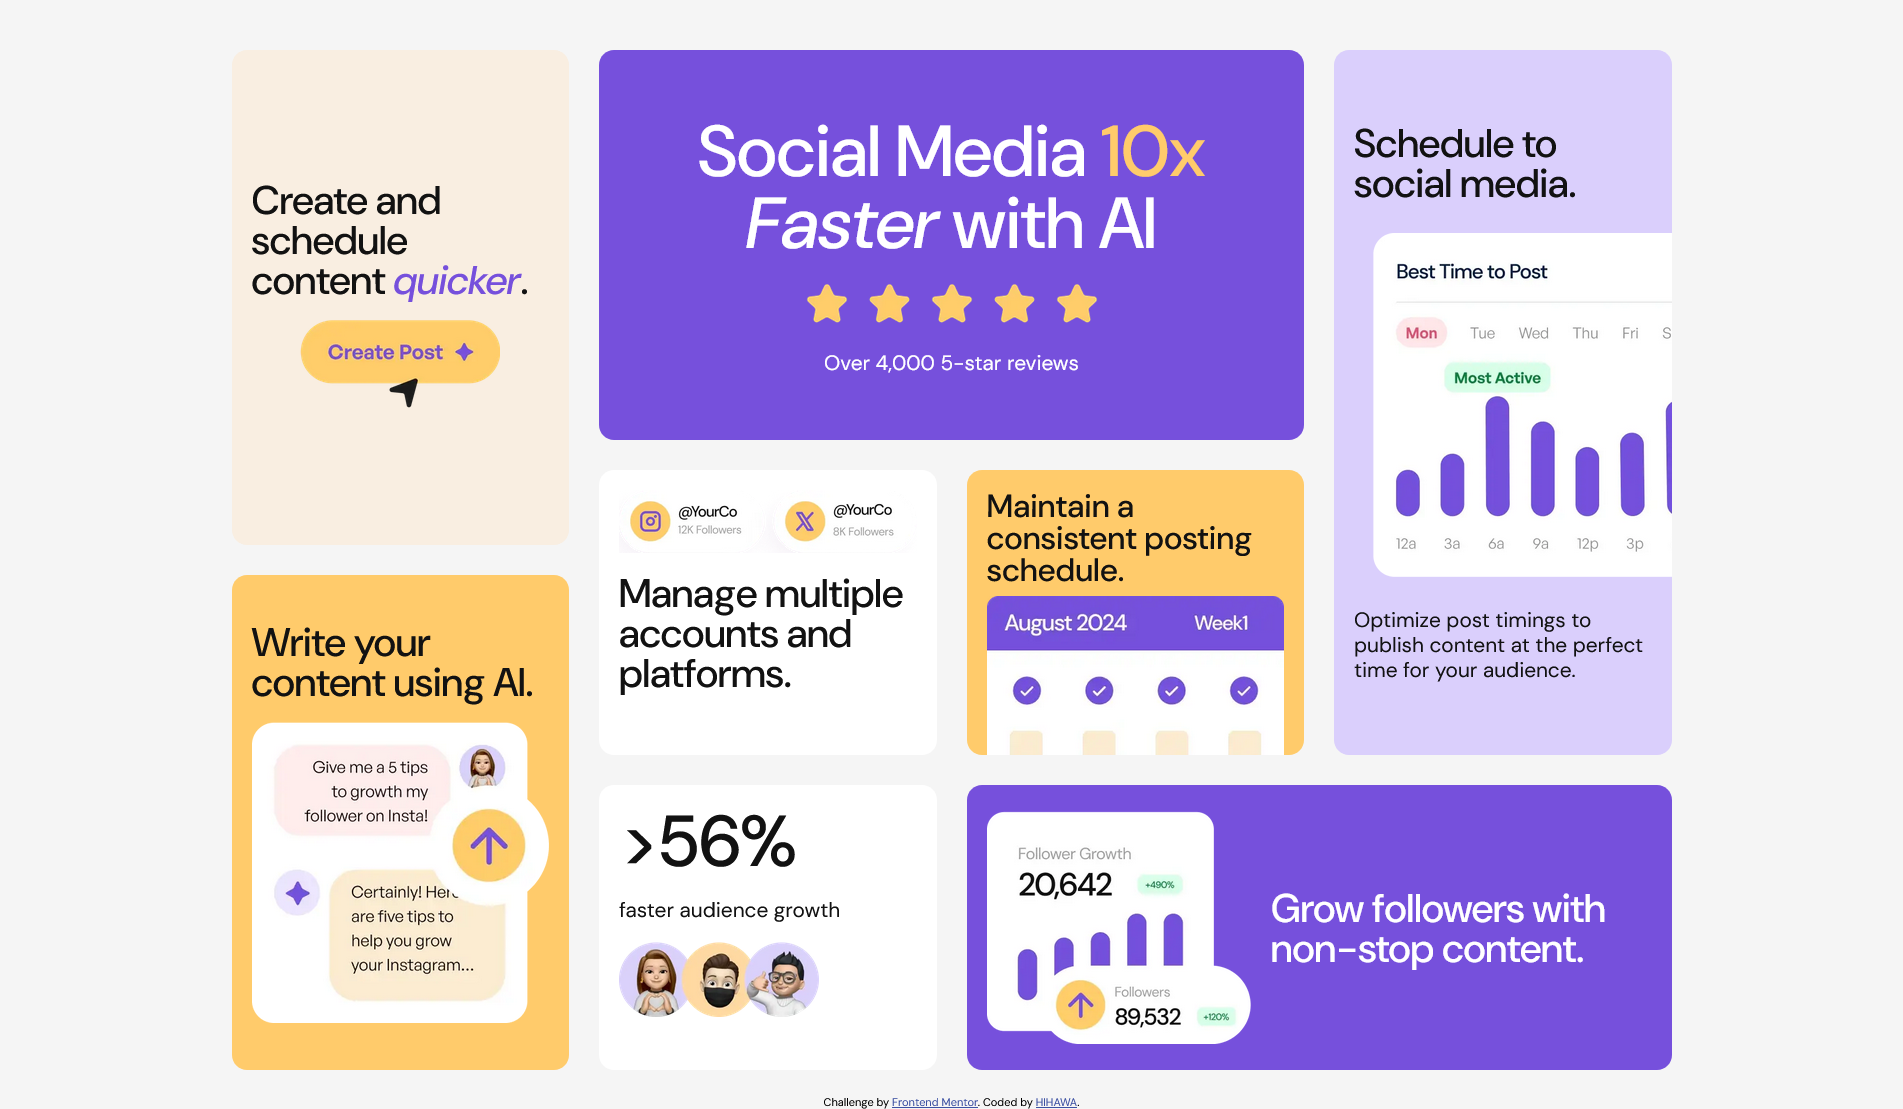 Create and
schedule
content quicker.
Create Post
Social Media 10x
Faster with AI
Over 4,000 5-star reviews
Schedule to
social media.
Best Time to Post
Mon Tue Wed Thu Fri S
Most Active
12a 3a 6a 9a 12p 3p
Optimize post timings to
publish content at the perfect
time for your audience.
@YourCo
12K Followers
@YourCo
8K Followers
Manage multiple
accounts and
platforms.
Maintain a
consistent posting
schedule.
August 2024 Week1
Write your
content using AI.
Give me a 5 tips
to growth my
follower on Insta!
Certainly! Here
are five tips to
help you grow
your Instagram...
>56%
faster audience growth
Follower Growth
20,642 +490%
Followers
89,532 +120%
Grow followers with
non-stop content.
Challenge by Frontend Mentor. Coded by HIHAWA.